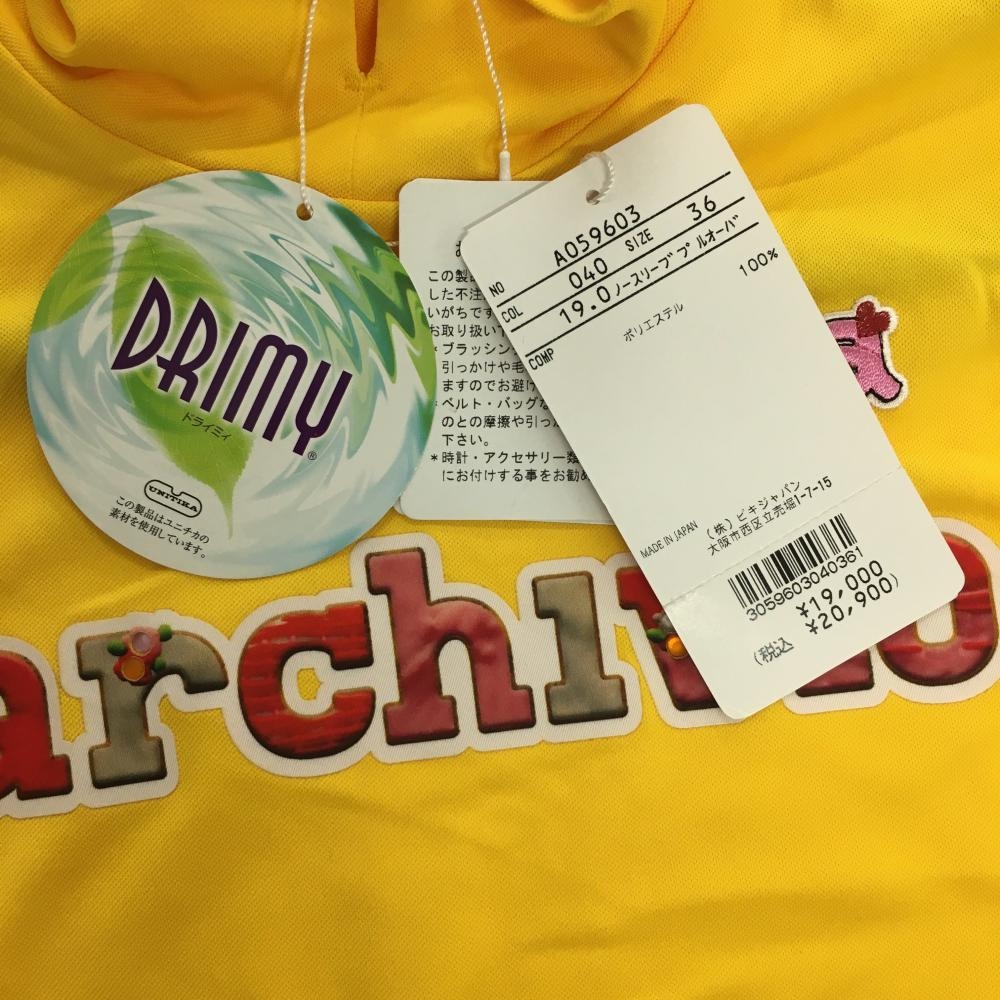 DRIMY
ドライミィ
®
UNITIKA
この製品はユニチカの
素材を使用しています。
この製
した不注
いがちです
お取り扱い
*ブラッシン
引っかけや毛
ますのでお避け
ベルト・バッグな
のとの摩擦や引っか
下さい。
*時計・アクセサリー類
にお付けする事をお勧め
NO A059603
COL 040 SIZE 36
19.0 ノースリーブプルオーバ
COMP 100%
ポリエステル
MADE IN JAPAN (株)ビキジャパン
大阪市西区立売堀1-7-15
3059603040361
¥19,000
(税込 ¥20,900)
archi
o